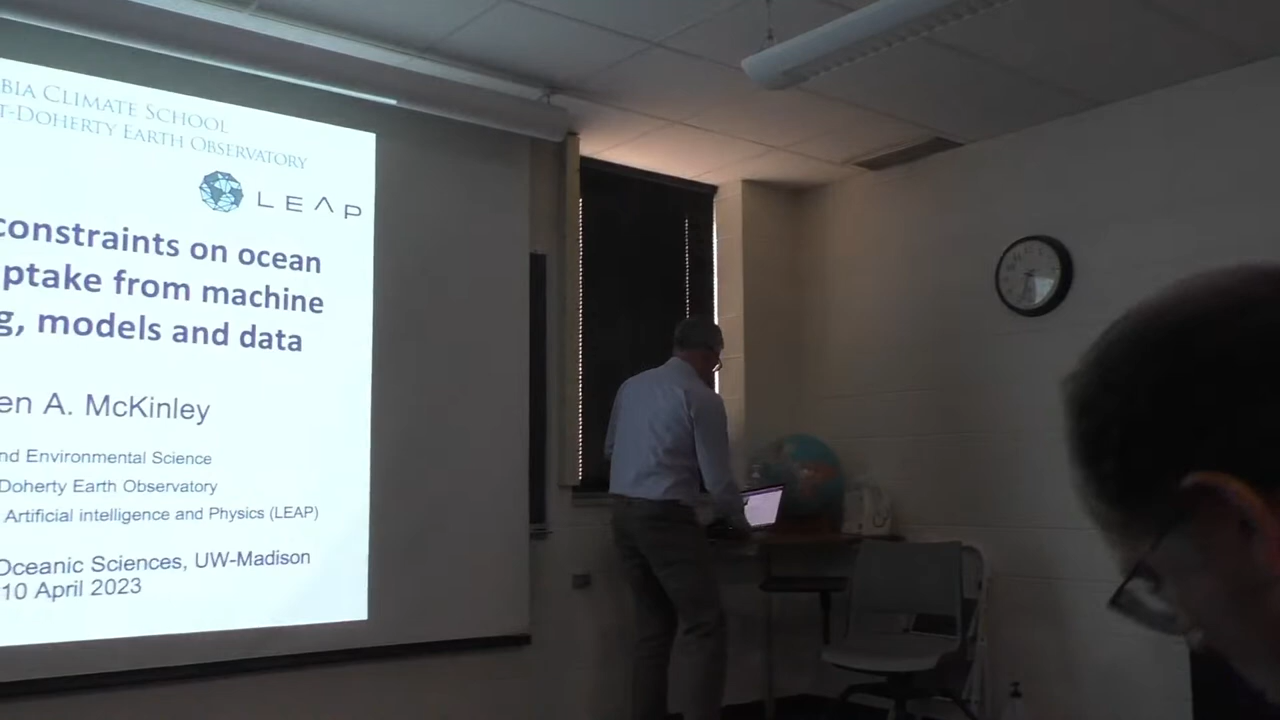 BIA CLIMATE SCHOOL
T-DOHERTY EARTH OBSERVATORY
LEAP
constraints on ocean
ptake from machine
g, models and data
en A. McKinley
nd Environmental Science
Doherty Earth Observatory
Artificial intelligence and Physics (LEAP)
Oceanic Sciences, UW-Madison
10 April 2023